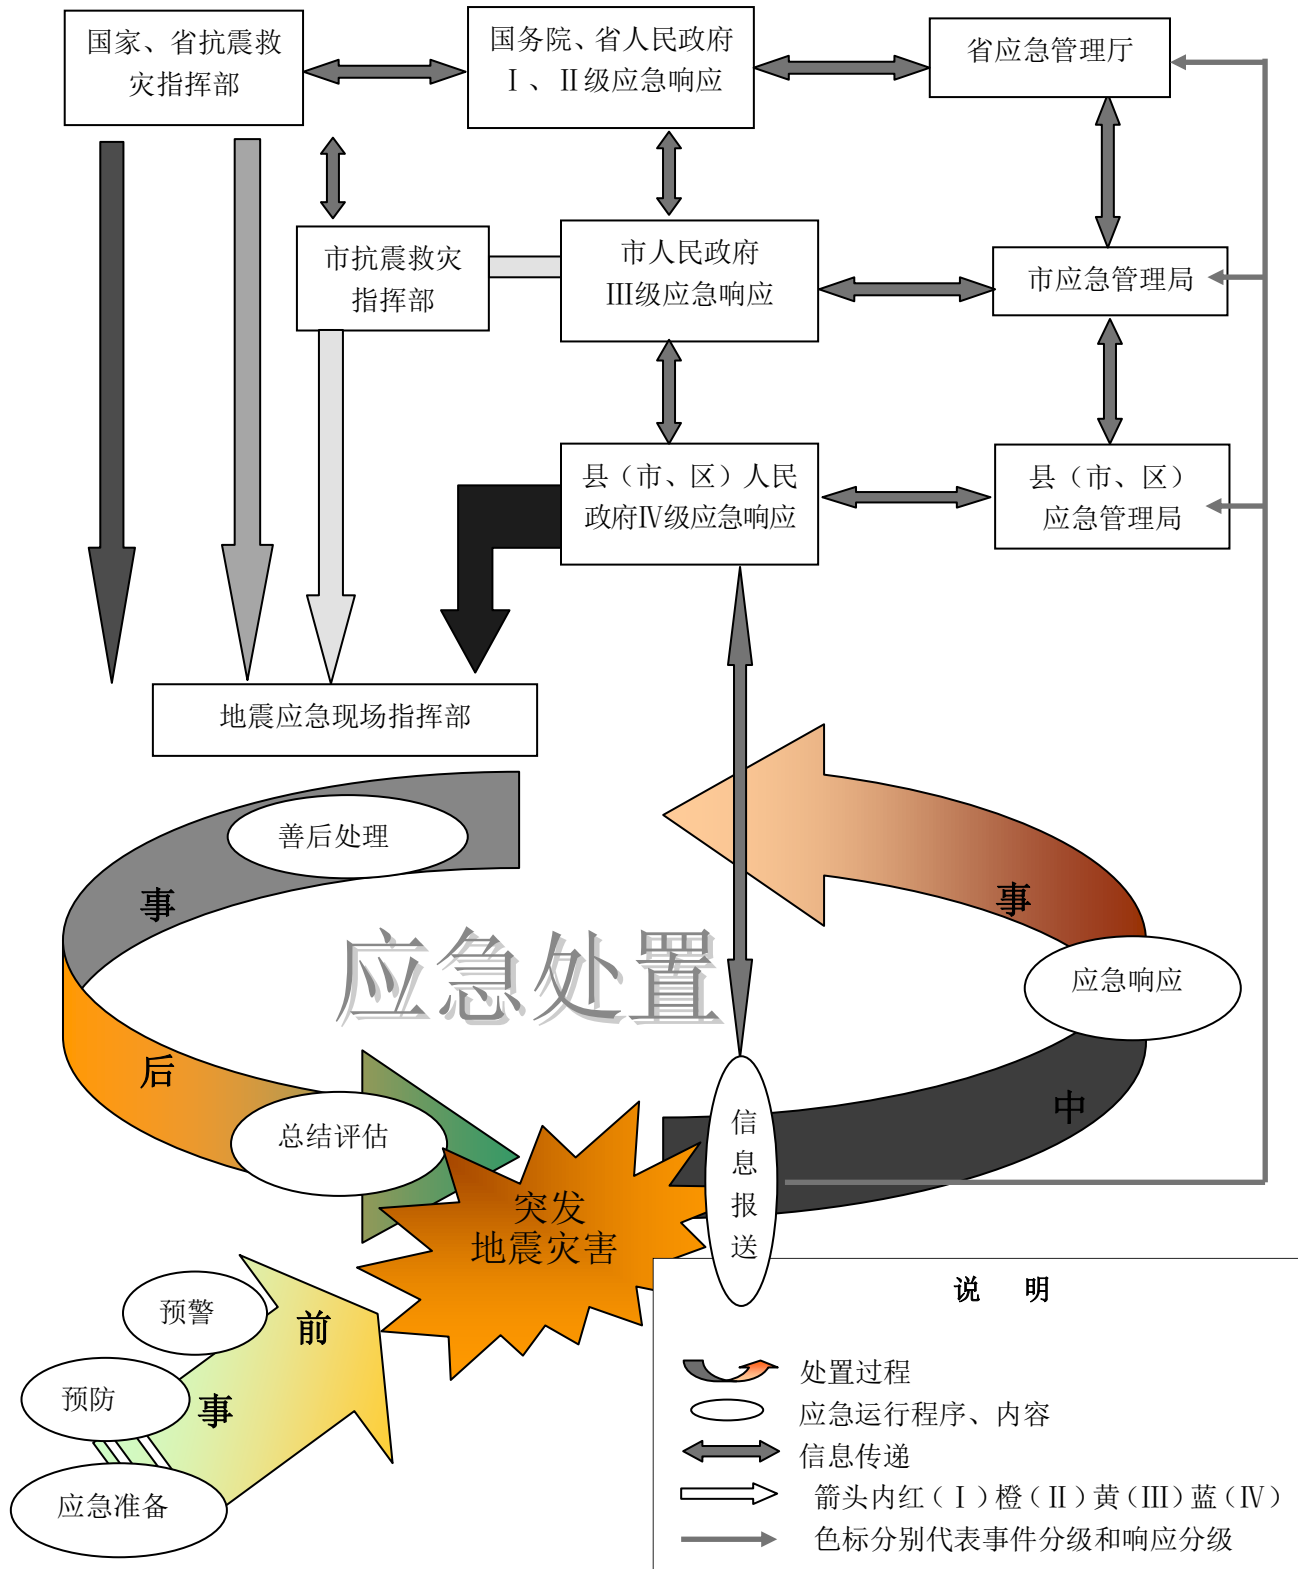 国家、省抗震救
灾指挥部
国务院、省人民政府
Ⅰ、Ⅱ级应急响应
省应急管理厅
市抗震救灾
指挥部
市人民政府
Ⅲ级应急响应
市应急管理局
县（市、区）人民
政府Ⅳ级应急响应
县（市、区）
应急管理局
地震应急现场指挥部
善后处理
事
事
应急处置
应急响应
后
中
总结评估
信
息
报
送
突发
地震灾害
预警
前
预防
事
应急准备
说 明
处置过程
应急运行程序、内容
信息传递
箭头内红（Ⅰ）橙（Ⅱ）黄（Ⅲ）蓝（Ⅳ）
色标分别代表事件分级和响应分级